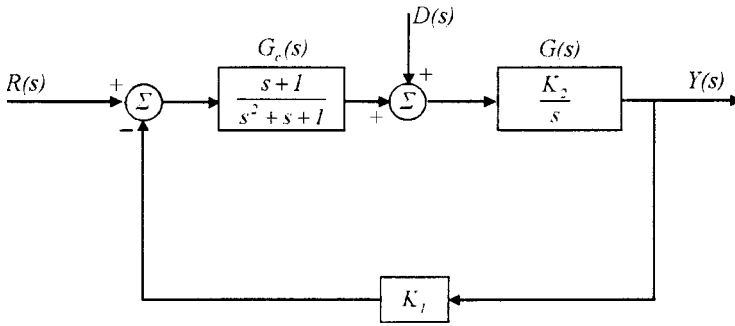 D(s)
G_c(s)
G(s)
R(s)
+
Σ
−
s+1
s²+s+1
+
+
Σ
K₂
s
Y(s)
K₁